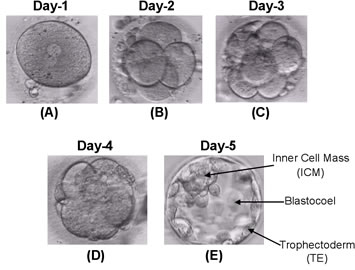 Day-1
Day-2
Day-3
(A)
(B)
(C)
Day-4
Day-5
(D)
(E)
Inner Cell Mass
(ICM)
Blastocoel
Trophectoderm
(TE)